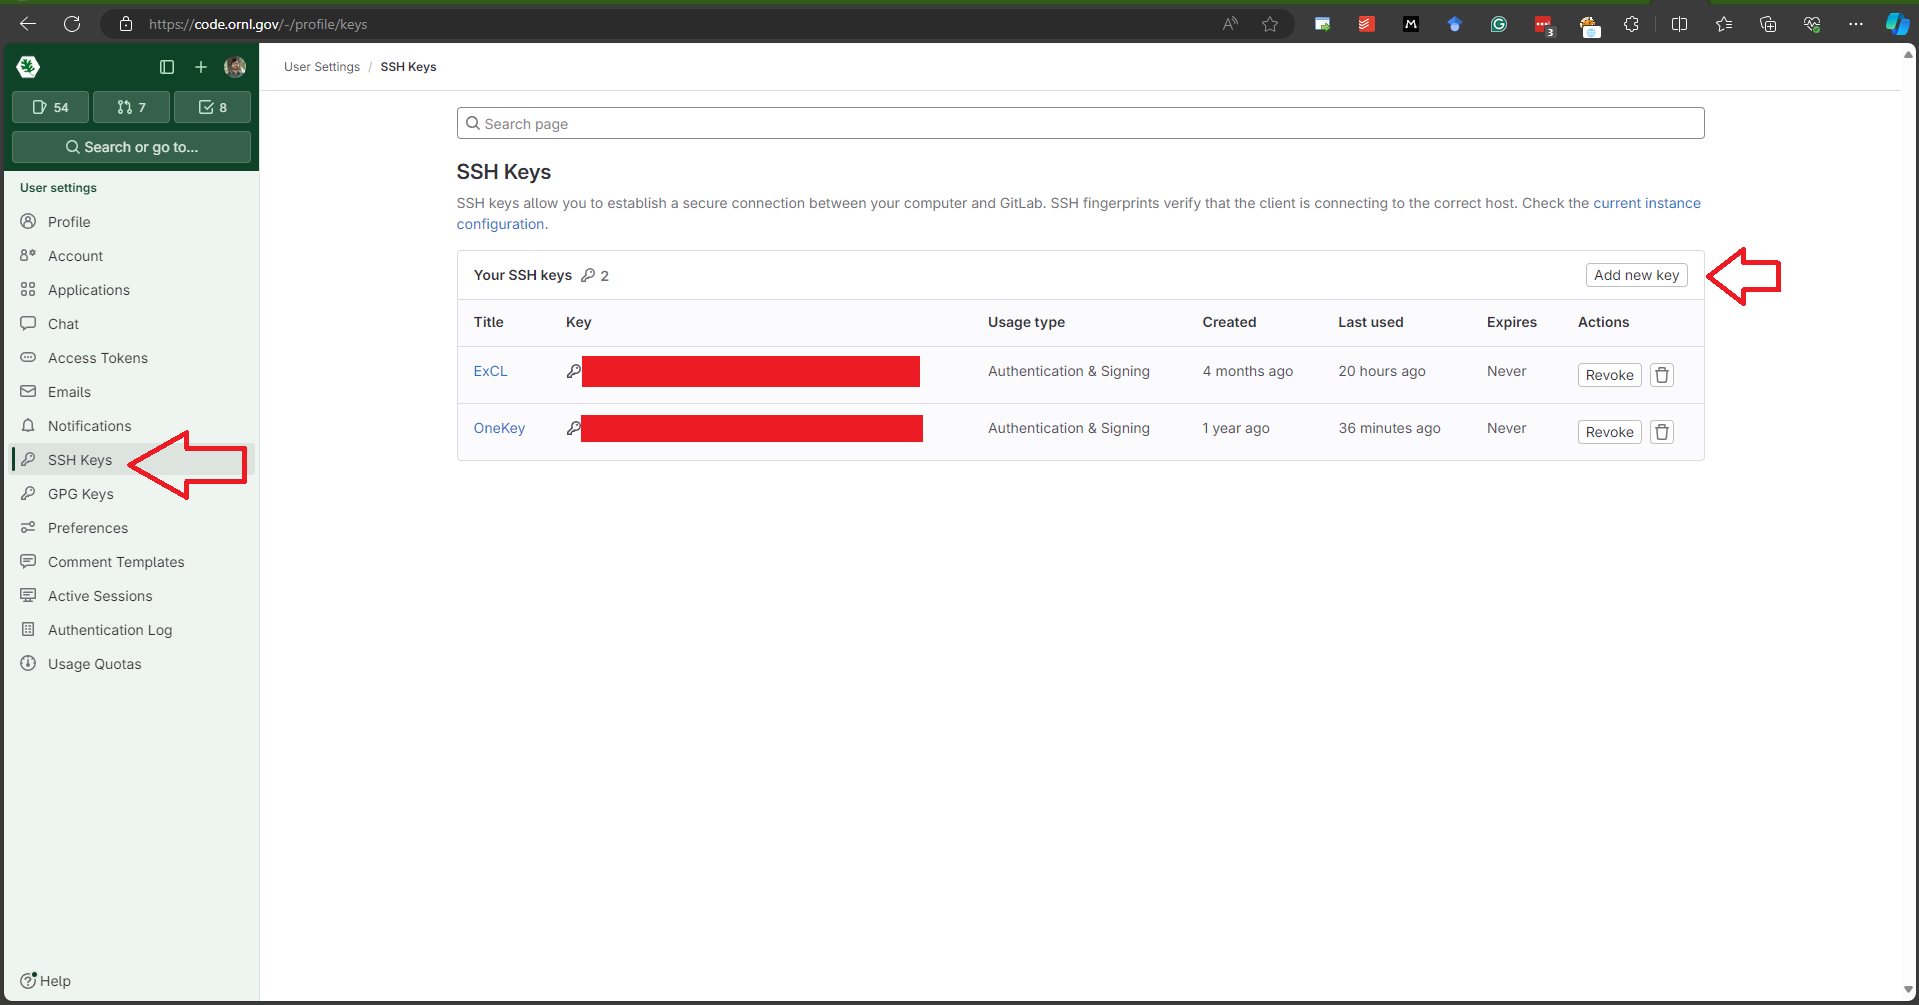 https://code.ornl.gov/-/profile/keys
A
M
G
3
User Settings / SSH Keys
54
7
8
Search or go to...
Search page
User settings
Profile
Account
Applications
Chat
Access Tokens
Emails
Notifications
SSH Keys
GPG Keys
Preferences
Comment Templates
Active Sessions
Authentication Log
Usage Quotas
Help
SSH Keys
SSH keys allow you to establish a secure connection between your computer and GitLab. SSH fingerprints verify that the client is connecting to the correct host. Check the current instance
configuration.
Your SSH keys 2 Add new key
Title Key Usage type Created Last used Expires Actions
ExCL Authentication & Signing 4 months ago 20 hours ago Never Revoke
OneKey Authentication & Signing 1 year ago 36 minutes ago Never Revoke